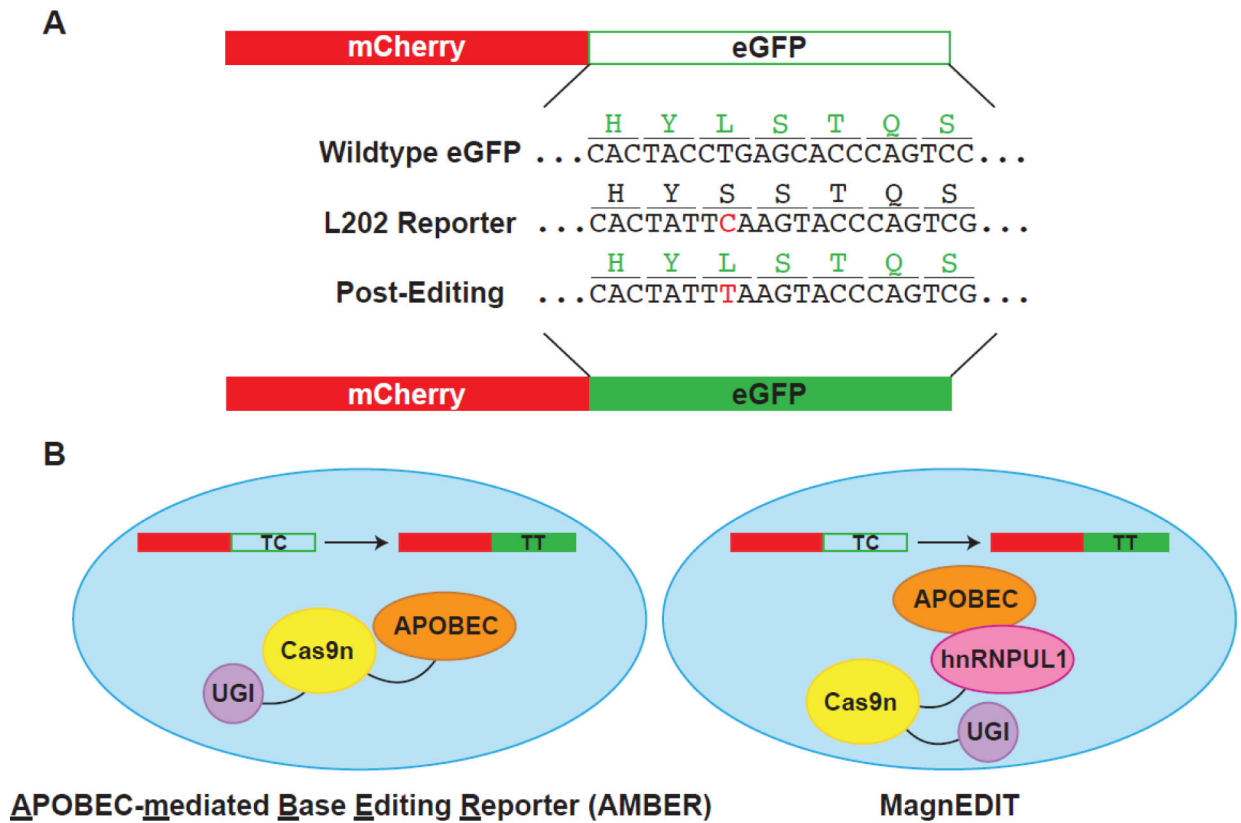 A
mCherry eGFP
H Y L S T Q S
Wildtype eGFP ...CACTACCTGAGCACCCAGTCC...
H Y S S T Q S
L202 Reporter ...CACTATTCAAGTACCCAGTCG...
H Y L S T Q S
Post-Editing ...CACTATTTAAGTACCCAGTCG...
mCherry eGFP
B
TC TT
APOBEC
Cas9n
UGI
APOBEC-mediated Base Editing Reporter (AMBER)
TC TT
APOBEC
hnRNPUL1
Cas9n
UGI
MagnEDIT